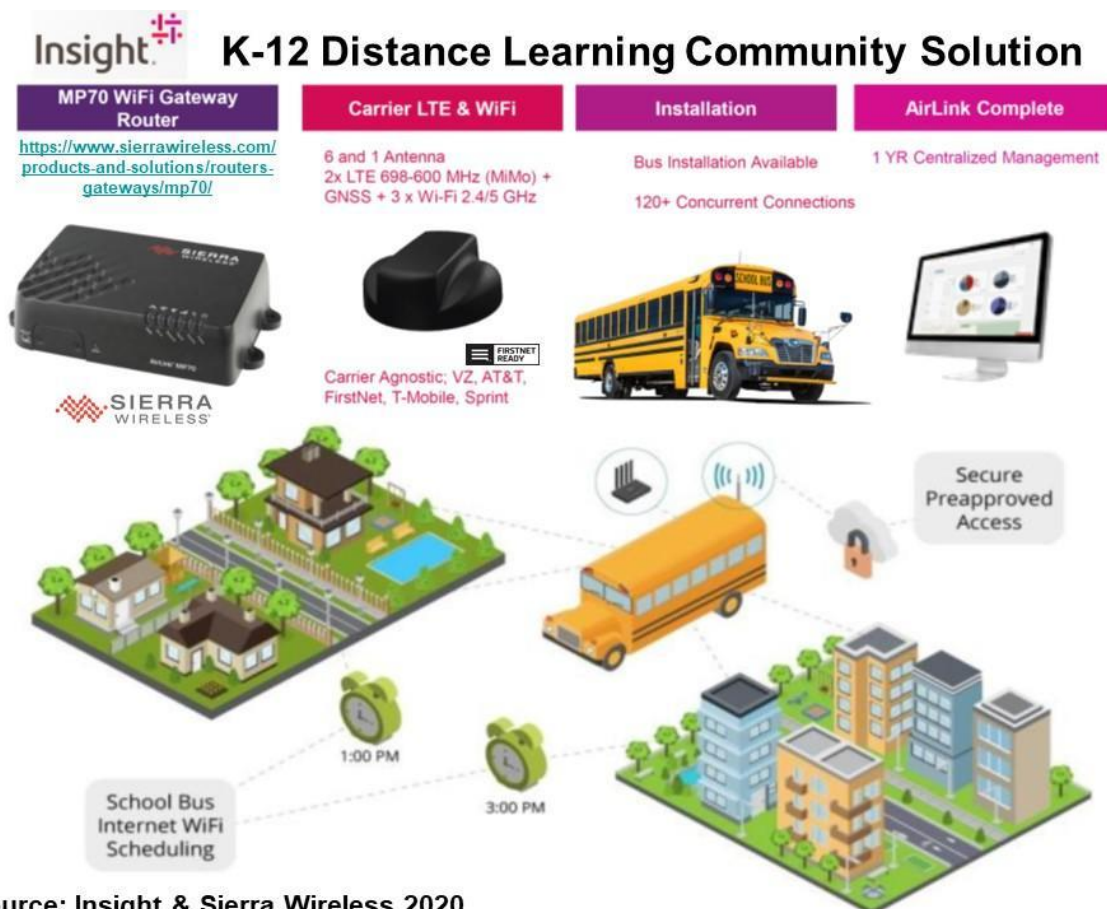 Insight.
K-12 Distance Learning Community Solution
MP70 WiFi Gateway
Router
https://www.sierrawireless.com/
products-and-solutions/routers-
gateways/mp70/
SIERRA
WIRELESS
SIERRA
WIRELESS
Carrier LTE & WiFi
6 and 1 Antenna
2x LTE 698-600 MHz (MiMo) +
GNSS + 3 x Wi-Fi 2.4/5 GHz
FIRSTNET
READY
Carrier Agnostic; VZ, AT&T,
FirstNet, T-Mobile, Sprint
Installation
Bus Installation Available
120+ Concurrent Connections
SCHOOL BUS
AirLink Complete
1 YR Centralized Management
Secure
Preapproved
Access
1:00 PM
3:00 PM
School Bus
Internet WiFi
Scheduling
urce: Insight & Sierra Wireless 2020